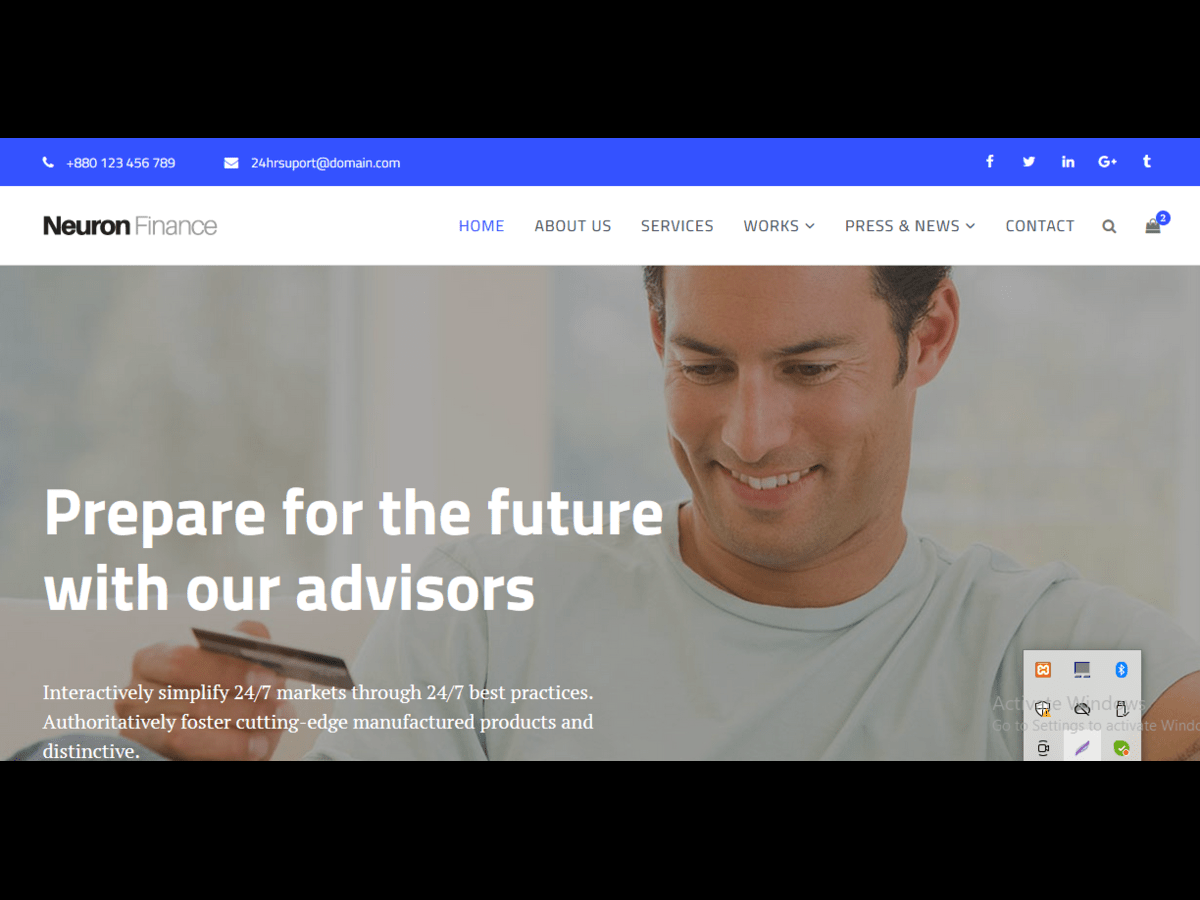 +880 123 456 789
24hrsuport@domain.com
Neuron Finance
HOME
ABOUT US
SERVICES
WORKS
PRESS & NEWS
CONTACT
2
Prepare for the future
with our advisors
Interactively simplify 24/7 markets through 24/7 best practices.
Authoritatively foster cutting-edge manufactured products and
distinctive.
Activate Windows
Go to Settings to activate Windo